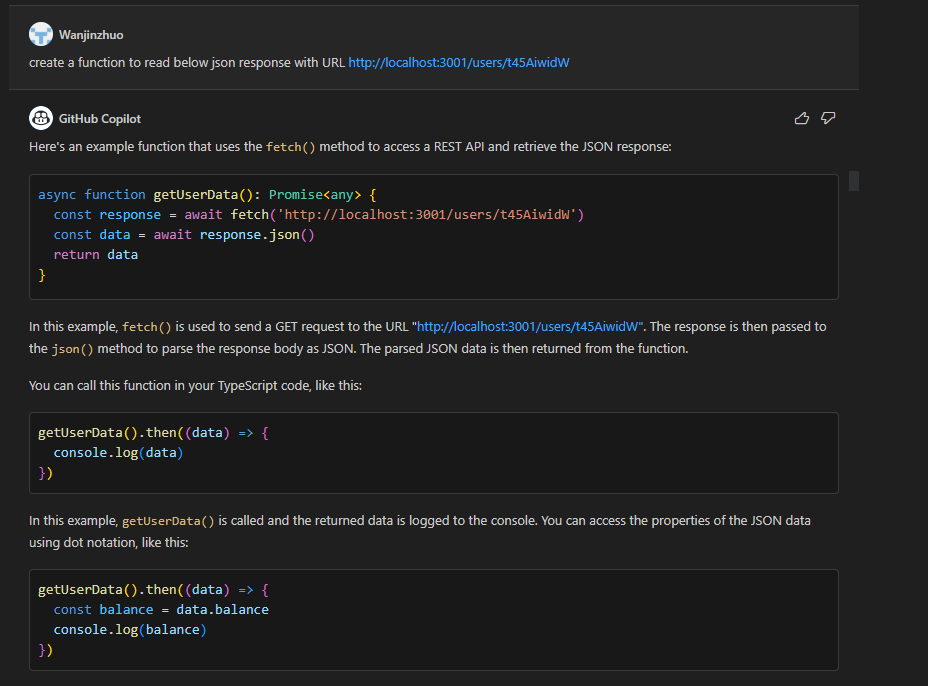 Wanjinzhuo
create a function to read below json response with URL http://localhost:3001/users/t45AiwidW
GitHub Copilot
Here's an example function that uses the fetch() method to access a REST API and retrieve the JSON response:
async function getUserData(): Promise<any> {
  const response = await fetch('http://localhost:3001/users/t45AiwidW')
  const data = await response.json()
  return data
}
In this example, fetch() is used to send a GET request to the URL "http://localhost:3001/users/t45AiwidW". The response is then passed to
the json() method to parse the response body as JSON. The parsed JSON data is then returned from the function.
You can call this function in your TypeScript code, like this:
getUserData().then((data) => {
  console.log(data)
})
In this example, getUserData() is called and the returned data is logged to the console. You can access the properties of the JSON data
using dot notation, like this:
getUserData().then((data) => {
  const balance = data.balance
  console.log(balance)
})